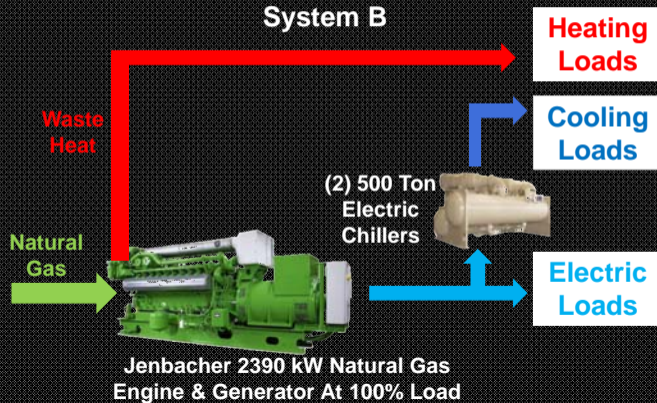 System B
Heating
Loads
Waste
Heat
Cooling
Loads
(2) 500 Ton
Electric
Chillers
Natural
Gas
Electric
Loads
Jenbacher 2390 kW Natural Gas
Engine & Generator At 100% Load